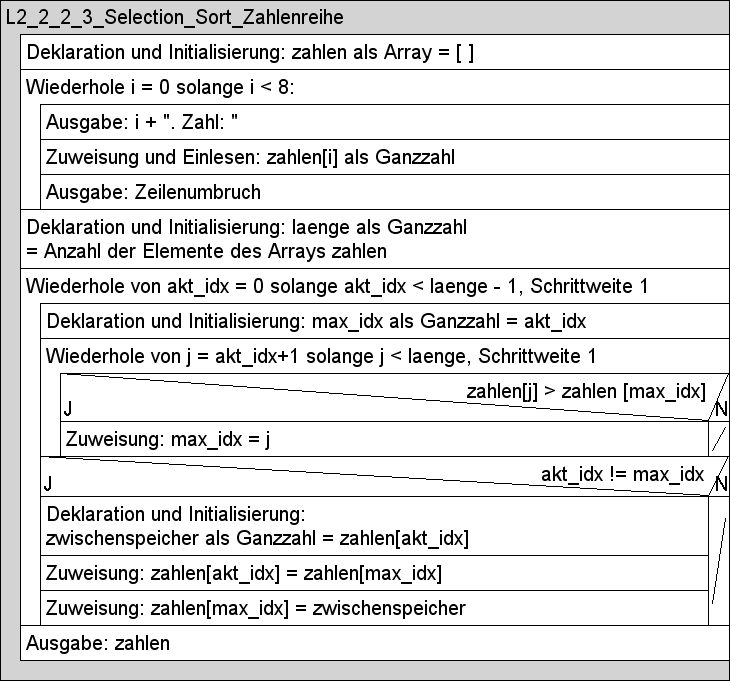 L2_2_2_3_Selection_Sort_Zahlenreihe
Deklaration und Initialisierung: zahlen als Array = [ ]
Wiederhole i = 0 solange i < 8:
Ausgabe: i + ". Zahl: "
Zuweisung und Einlesen: zahlen[i] als Ganzzahl
Ausgabe: Zeilenumbruch
Deklaration und Initialisierung: laenge als Ganzzahl
= Anzahl der Elemente des Arrays zahlen
Wiederhole von akt_idx = 0 solange akt_idx < laenge - 1, Schrittweite 1
Deklaration und Initialisierung: max_idx als Ganzzahl = akt_idx
Wiederhole von j = akt_idx+1 solange j < laenge, Schrittweite 1
zahlen[j] > zahlen [max_idx]
J N
Zuweisung: max_idx = j
akt_idx != max_idx
J N
Deklaration und Initialisierung:
zwischenspeicher als Ganzzahl = zahlen[akt_idx]
Zuweisung: zahlen[akt_idx] = zahlen[max_idx]
Zuweisung: zahlen[max_idx] = zwischenspeicher
Ausgabe: zahlen